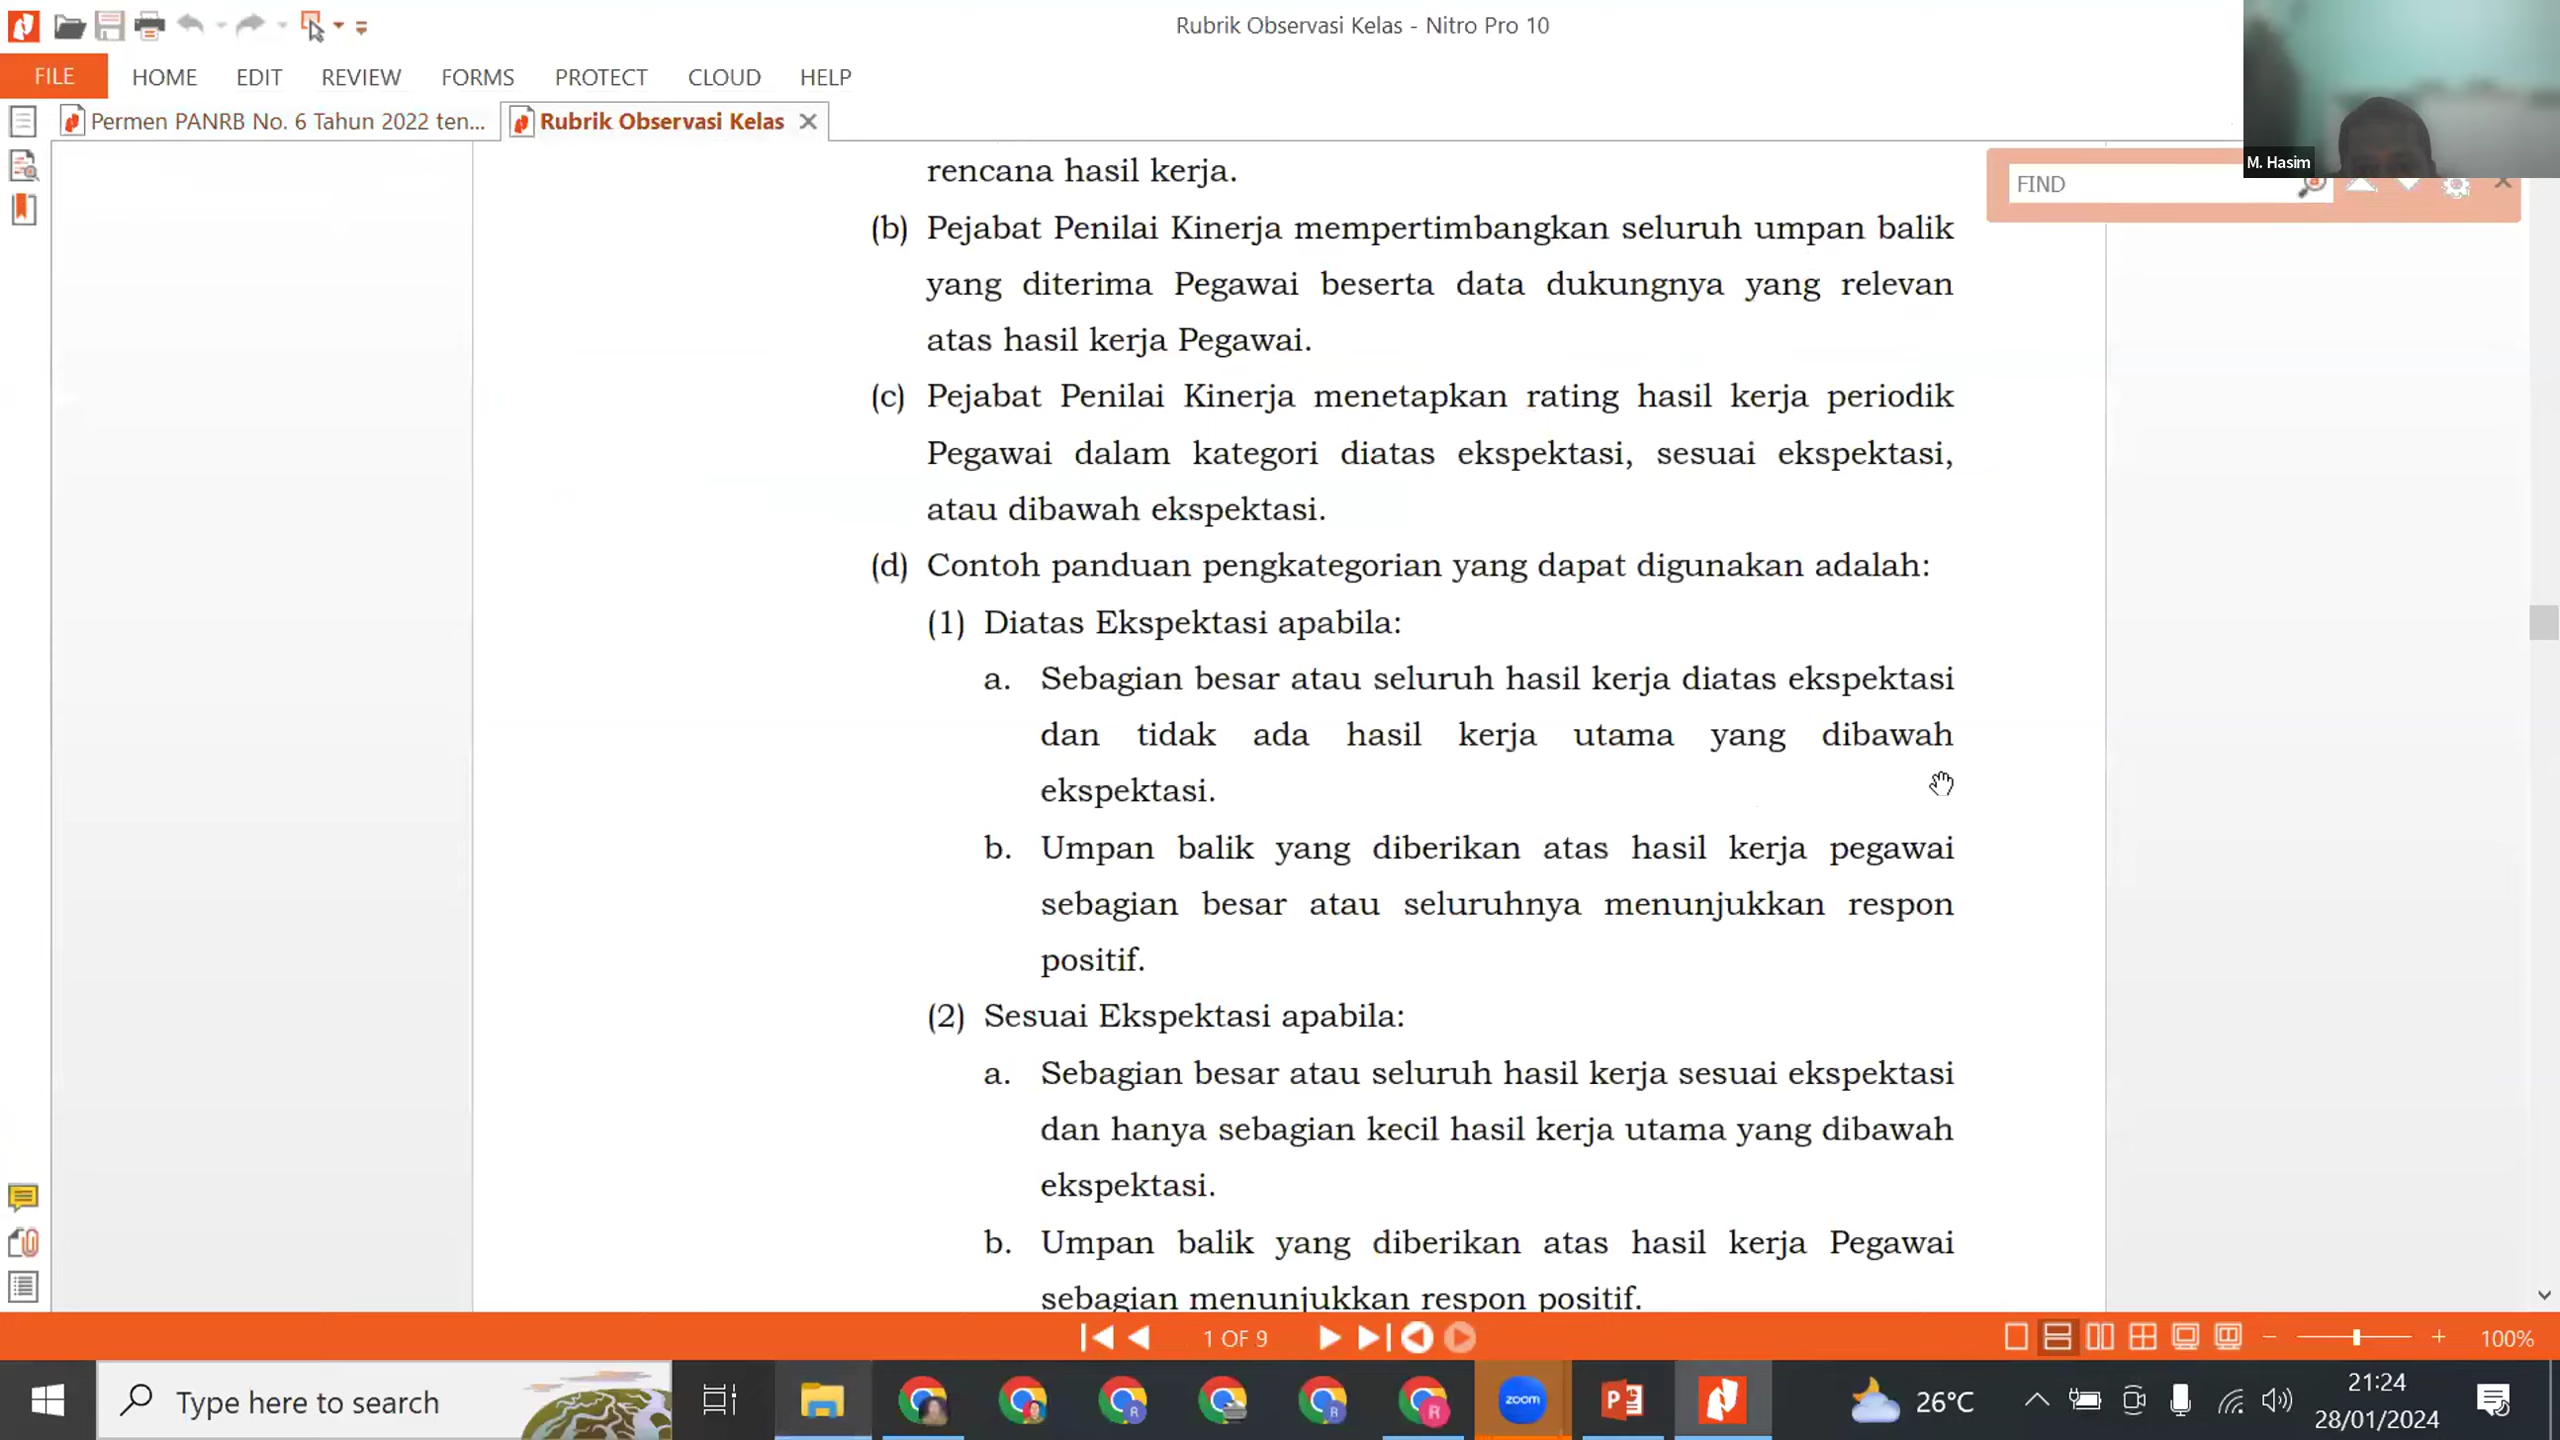 Rubrik Observasi Kelas - Nitro Pro 10
FILE HOME EDIT REVIEW FORMS PROTECT CLOUD HELP
Permen PANRB No. 6 Tahun 2022 ten...
Rubrik Observasi Kelas
M. Hasim
FIND
rencana hasil kerja.
(b) Pejabat Penilai Kinerja mempertimbangkan seluruh umpan balik
yang diterima Pegawai beserta data dukungnya yang relevan
atas hasil kerja Pegawai.
(c) Pejabat Penilai Kinerja menetapkan rating hasil kerja periodik
Pegawai dalam kategori diatas ekspektasi, sesuai ekspektasi,
atau dibawah ekspektasi.
(d) Contoh panduan pengkategorian yang dapat digunakan adalah:
(1) Diatas Ekspektasi apabila:
a. Sebagian besar atau seluruh hasil kerja diatas ekspektasi
dan tidak ada hasil kerja utama yang dibawah
ekspektasi.
b. Umpan balik yang diberikan atas hasil kerja pegawai
sebagian besar atau seluruhnya menunjukkan respon
positif.
(2) Sesuai Ekspektasi apabila:
a. Sebagian besar atau seluruh hasil kerja sesuai ekspektasi
dan hanya sebagian kecil hasil kerja utama yang dibawah
ekspektasi.
b. Umpan balik yang diberikan atas hasil kerja Pegawai
sebagian menunjukkan respon positif.
1 OF 9
100%
Type here to search
zoom
26°C
21:24
28/01/2024